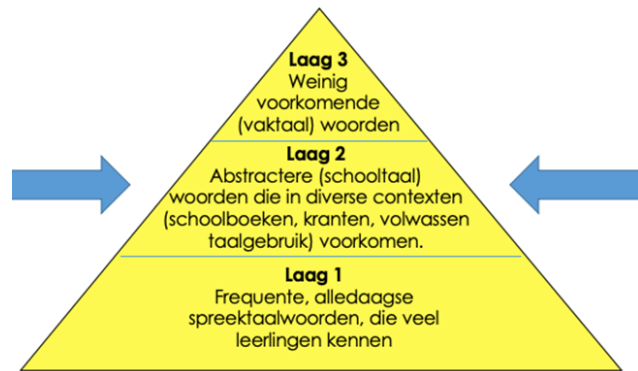 Laag 3
Weinig
voorkomende
(vaktaal) woorden
Laag 2
Abstractere (schooltaal)
woorden die in diverse contexten
(schoolboeken, kranten, volwassen
taalgebruik) voorkomen.
Laag 1
Frequente, alledaagse
spreektaalwoorden, die veel
leerlingen kennen